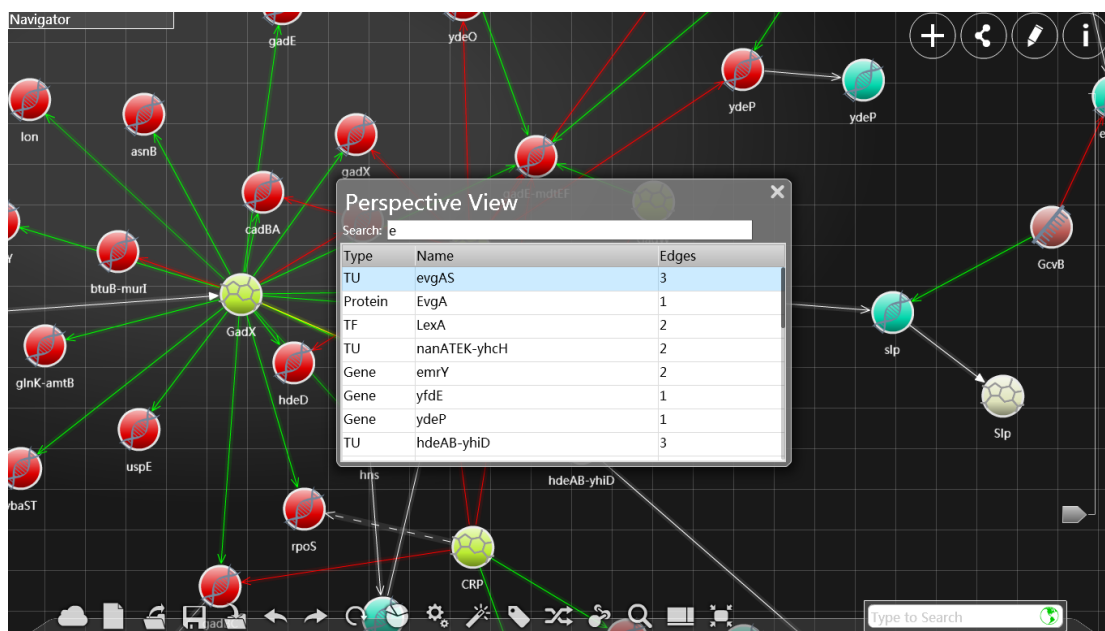 Navigator
gadE
ydeO
ydeP
ydeP
lon
asnB
gadX
gadE-mdtEF
cadBA
GcvB
btuB-murI
GadX
slp
glnK-amtB
hdeD
Slp
uspE
ybaST
rpoS
hns
hdeAB-yhiD
CRP
Perspective View
Search: e
Type Name Edges
TU evgAS 3
Protein EvgA 1
TF LexA 2
TU nanATEK-yhcH 2
Gene emrY 2
Gene yfdE 1
Gene ydeP 1
TU hdeAB-yhiD 3
Type to Search